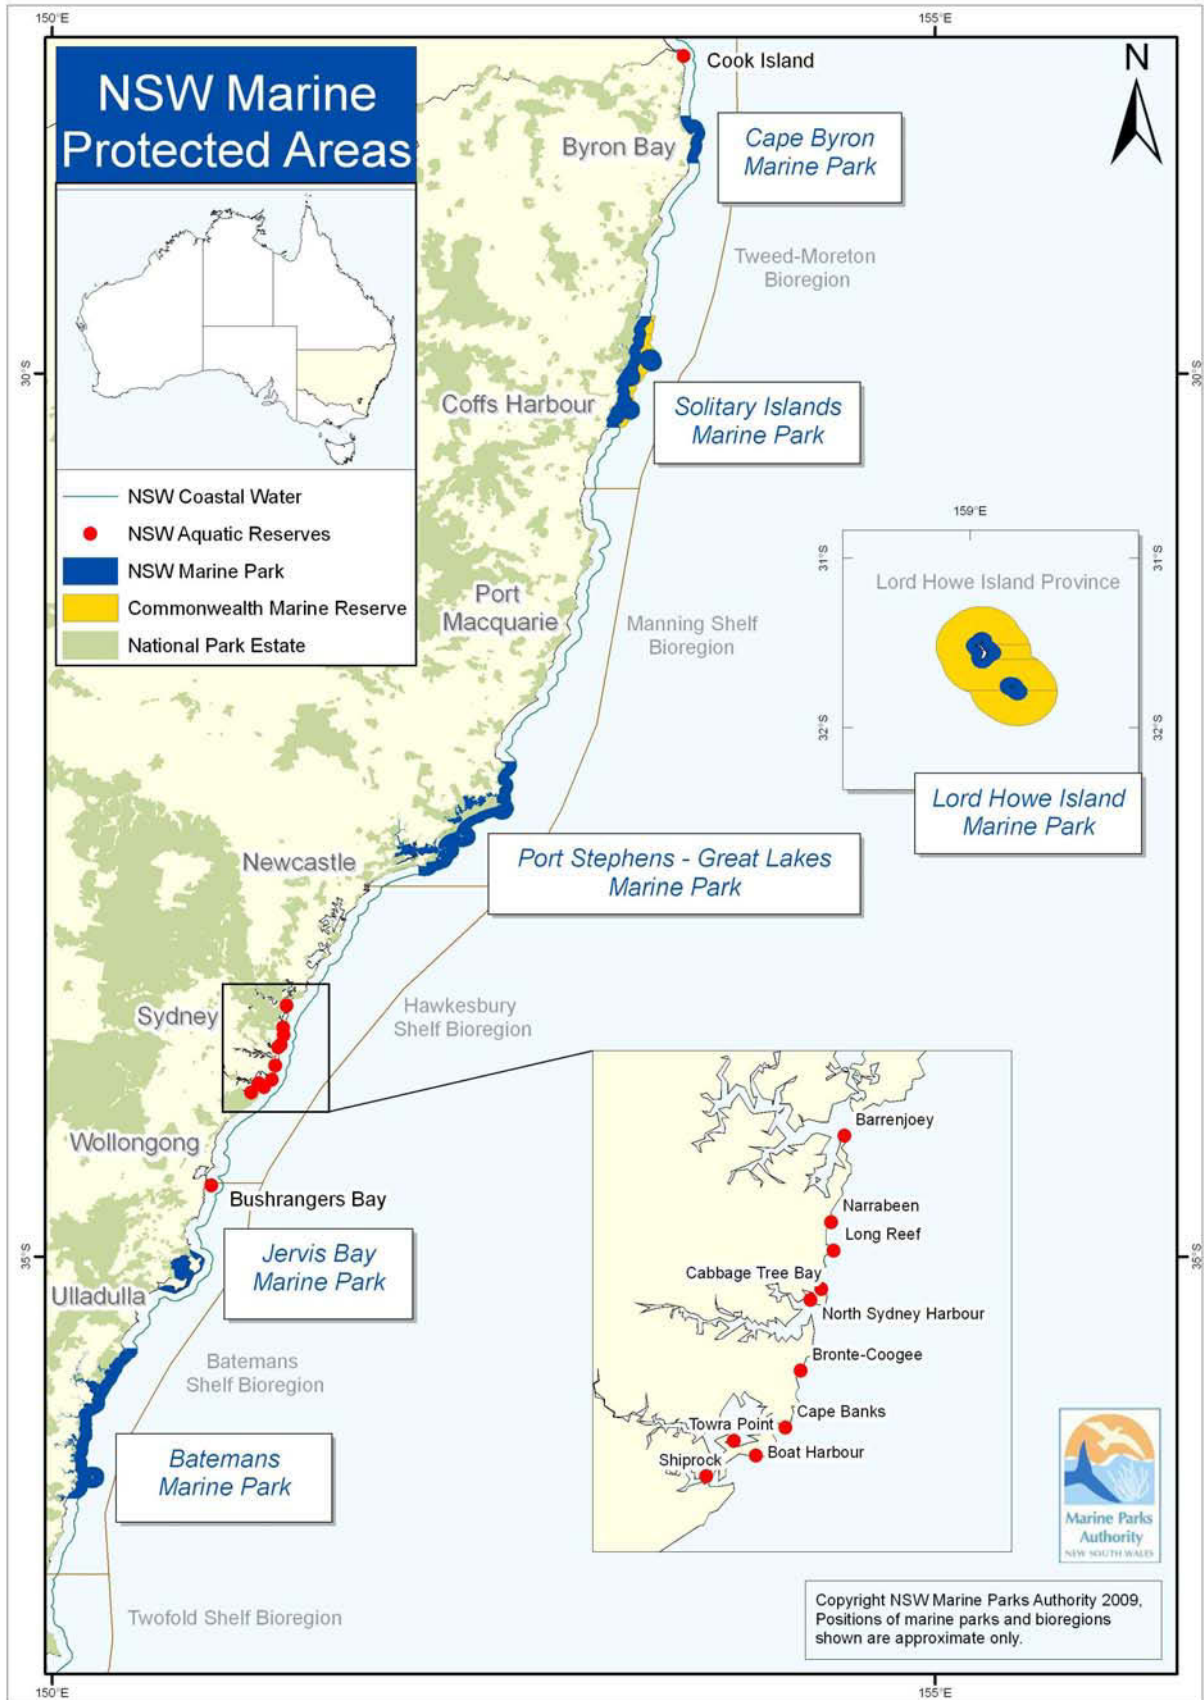 150°E
155°E
NSW Marine
Protected Areas
N
Cook Island
Byron Bay
Cape Byron
Marine Park
Tweed-Moreton
Bioregion
30°S
30°S
Coffs Harbour
Solitary Islands
Marine Park
NSW Coastal Water
NSW Aquatic Reserves
NSW Marine Park
Commonwealth Marine Reserve
National Park Estate
159°E
31°S
31°S
Lord Howe Island Province
32°S
32°S
Lord Howe Island
Marine Park
Port
Macquarie
Manning Shelf
Bioregion
Newcastle
Port Stephens - Great Lakes
Marine Park
Sydney
Hawkesbury
Shelf Bioregion
Wollongong
Bushrangers Bay
Jervis Bay
Marine Park
35°S
35°S
Ulladulla
Batemans
Shelf Bioregion
Batemans
Marine Park
Twofold Shelf Bioregion
Barrenjoey
Narrabeen
Long Reef
Cabbage Tree Bay
North Sydney Harbour
Bronte-Coogee
Cape Banks
Towra Point
Boat Harbour
Shiprock
Marine Parks
Authority
NEW SOUTH WALES
Copyright NSW Marine Parks Authority 2009,
Positions of marine parks and bioregions
shown are approximate only.
150°E
155°E